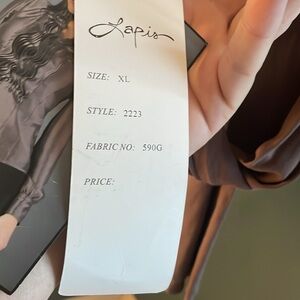 Lapis
SIZE: XL
STYLE: 2223
FABRIC NO: 590G
PRICE: